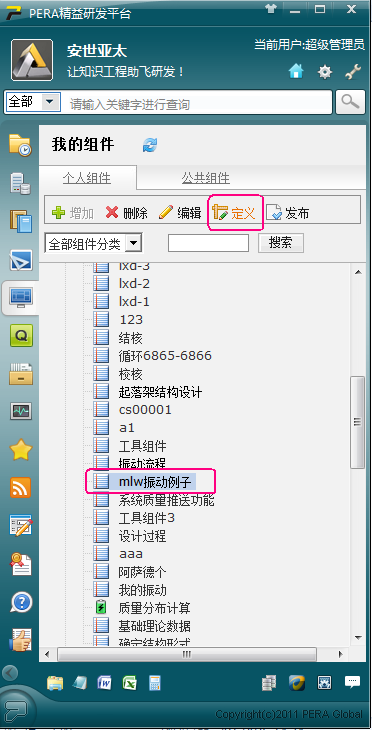 PERA精益研发平台
安世亚太
当前用户:超级管理员
让知识工程助飞研发！
全部 请输入关键字进行查询
我的组件
个人组件 公共组件
增加 删除 编辑 定义 发布
全部组件分类 搜索
lxd-3
lxd-2
lxd-1
123
结核
循环6865-6866
校核
起落架结构设计
cs00001
a1
工具组件
振动流程
mlw振动例子
系统质量推送功能
工具组件3
设计过程
aaa
阿萨德个
我的振动
质量分布计算
基础理论数据
确定结构形式
Copyright(c)2011 PERA Global